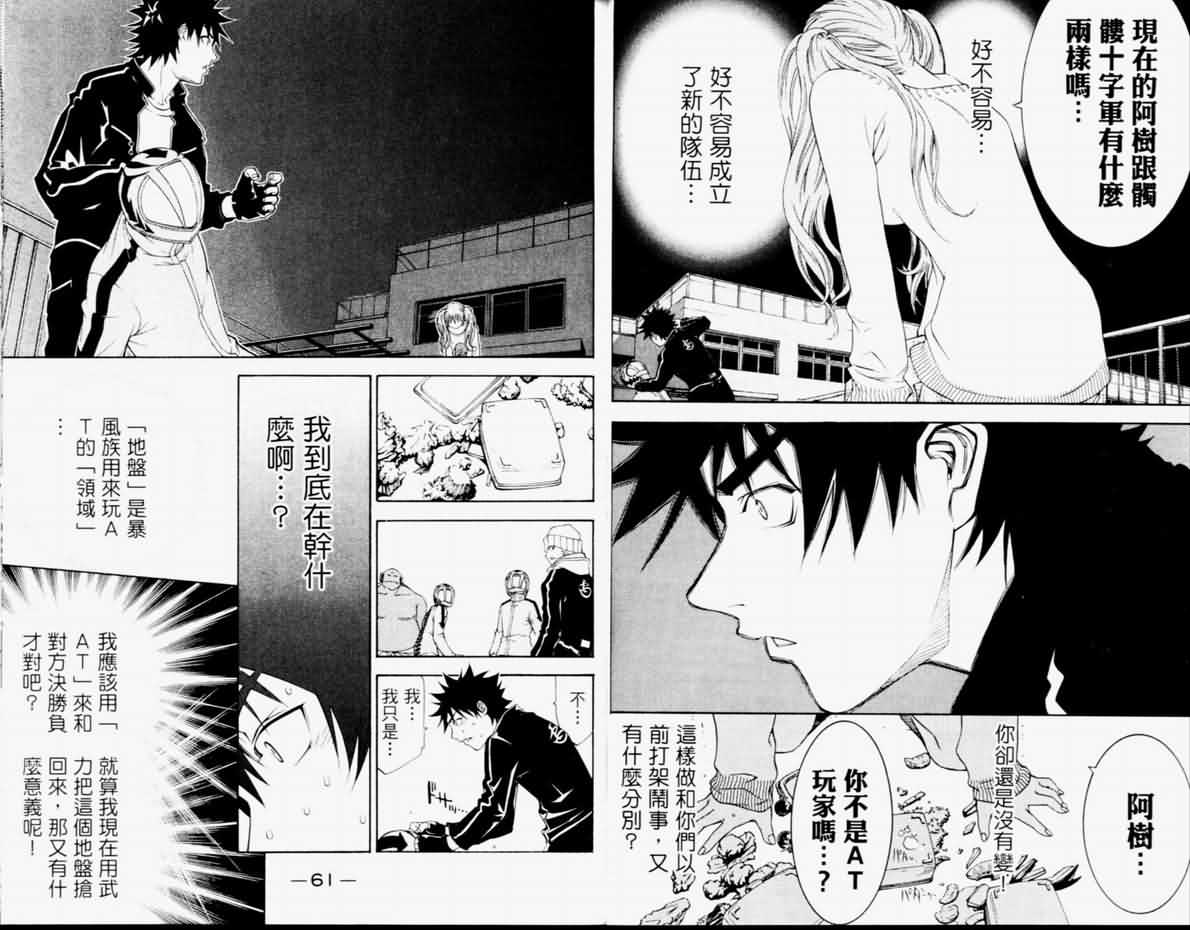 現在的阿樹跟髑
髏十字軍有什麼
兩樣嗎…
好不容易…
好不容易成立
了新的隊伍…
阿樹…
你卻還是沒有變！
你不是ＡＴ
玩家嗎…？
這樣做和你們以
前打架鬧事，又
有什麼分別？
不…
我…
我只是…
我到底在幹什
麼啊…？
「地盤」是暴
風族用來玩Ａ
Ｔ的「領域」
…
我應該用「
ＡＴ」來和
對方決勝負
才對吧？
就算我現在用武
力把這個地盤搶
回來，那又有什
麼意義呢！
—61—